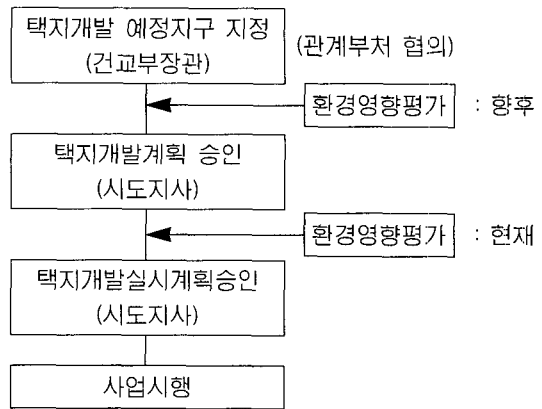 택지개발 예정지구 지정
(건교부장관)
(관계부처 협의)
환경영향평가 : 향후
택지개발계획 승인
(시도지사)
환경영향평가 : 현재
택지개발실시계획승인
(시도지사)
사업시행